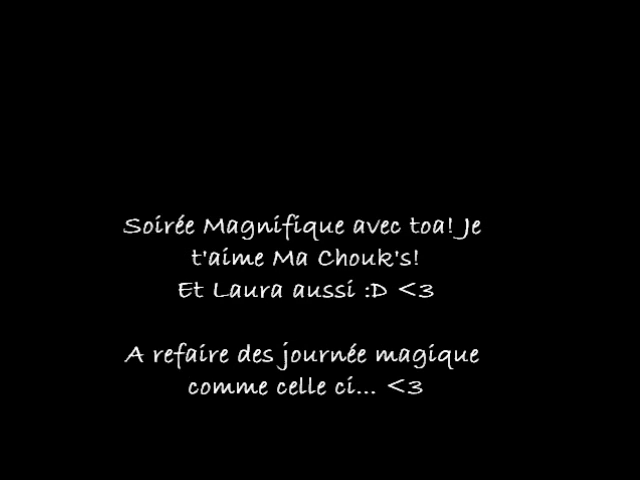 Soirée Magnifique avec toa! Je
t'aime Ma Chouk's!
Et Laura aussi :D <3
A refaire des journée magique
comme celle ci... <3